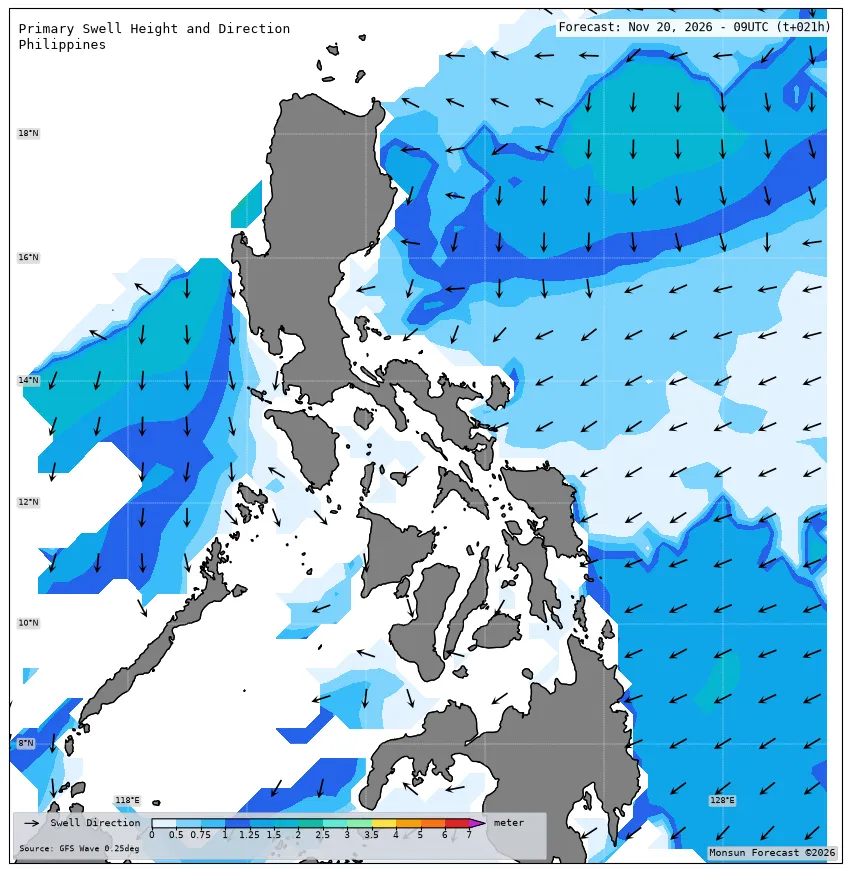 Primary Swell Height and Direction
Philippines
Forecast: Nov 20, 2026 - 09UTC (t+021h)
18°N
16°N
14°N
12°N
10°N
8°N
118°E
128°E
Swell Direction
0 0.5 0.75 1 1.25 1.5 2 2.5 3 3.5 4 5 6 7
meter
Source: GFS Wave 0.25deg
Monsun Forecast ©2026